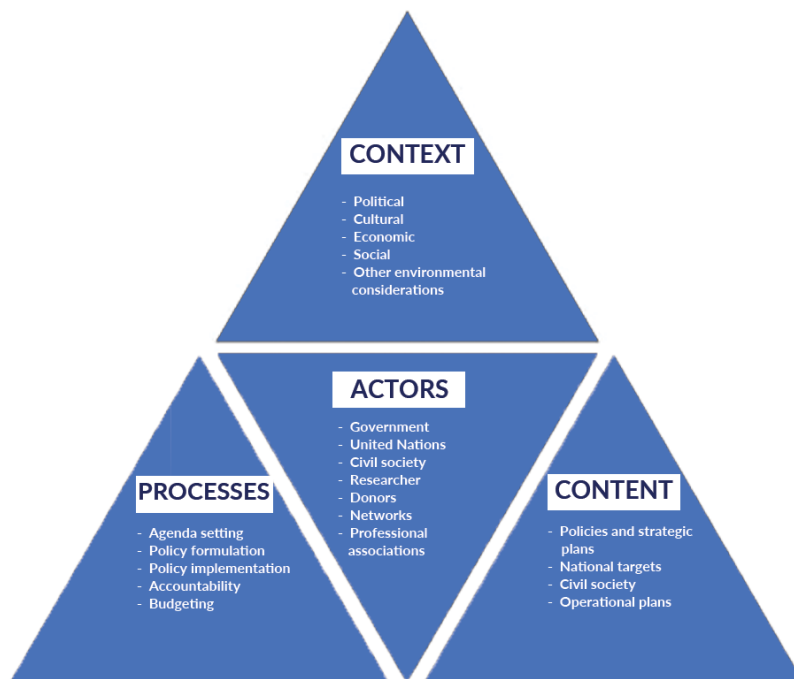 CONTEXT
- Political
- Cultural
- Economic
- Social
- Other environmental
considerations
ACTORS
- Government
- United Nations
- Civil society
- Researcher
- Donors
- Networks
- Professional
associations
PROCESSES
- Agenda setting
- Policy formulation
- Policy implementation
- Accountability
- Budgeting
CONTENT
- Policies and strategic
plans
- National targets
- Civil society
- Operational plans